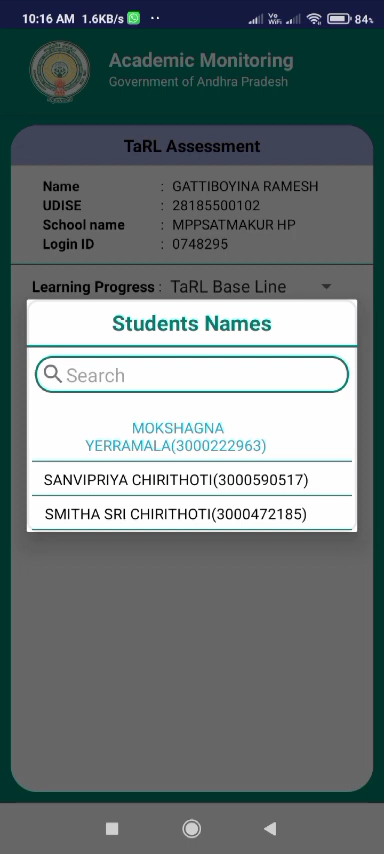 10:16 AM 1.6KB/s
Vo
WiFi
84%
Academic Monitoring
Government of Andhra Pradesh
TaRL Assessment
Name : GATTIBOYINA RAMESH
UDISE : 28185500102
School name : MPPSATMAKUR HP
Login ID : 0748295
Learning Progress : TaRL Base Line
Students Names
Search
MOKSHAGNA
YERRAMALA(3000222963)
SANVIPRIYA CHIRITHOTI(3000590517)
SMITHA SRI CHIRITHOTI(3000472185)